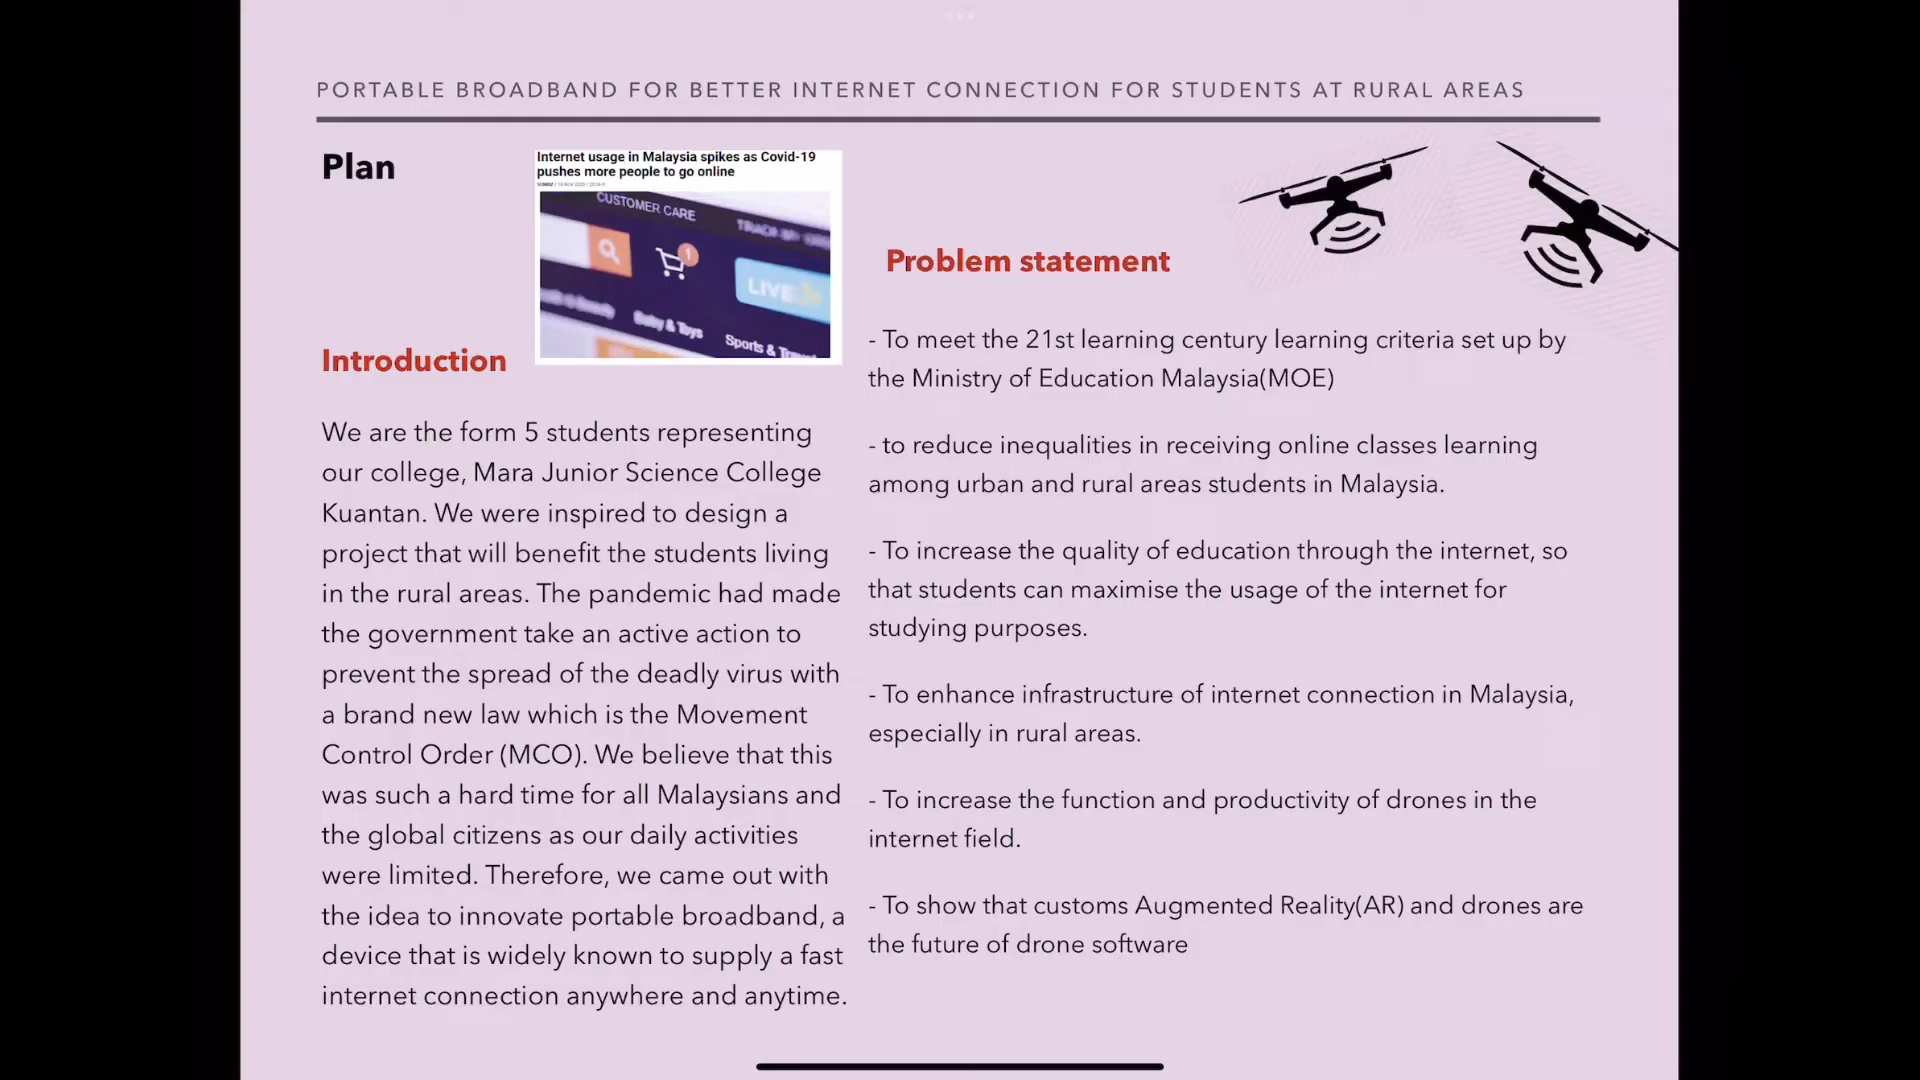 PORTABLE BROADBAND FOR BETTER INTERNET CONNECTION FOR STUDENTS AT RURAL AREAS
Plan
Internet usage in Malaysia spikes as Covid-19
pushes more people to go online
CUSTOMER CARE
1
LIVE
Baby & Toys
Sports &
Introduction
We are the form 5 students representing
our college, Mara Junior Science College
Kuantan. We were inspired to design a
project that will benefit the students living
in the rural areas. The pandemic had made
the government take an active action to
prevent the spread of the deadly virus with
a brand new law which is the Movement
Control Order (MCO). We believe that this
was such a hard time for all Malaysians and
the global citizens as our daily activities
were limited. Therefore, we came out with
the idea to innovate portable broadband, a
device that is widely known to supply a fast
internet connection anywhere and anytime.
Problem statement
- To meet the 21st learning century learning criteria set up by
the Ministry of Education Malaysia(MOE)
- to reduce inequalities in receiving online classes learning
among urban and rural areas students in Malaysia.
- To increase the quality of education through the internet, so
that students can maximise the usage of the internet for
studying purposes.
- To enhance infrastructure of internet connection in Malaysia,
especially in rural areas.
- To increase the function and productivity of drones in the
internet field.
- To show that customs Augmented Reality(AR) and drones are
the future of drone software